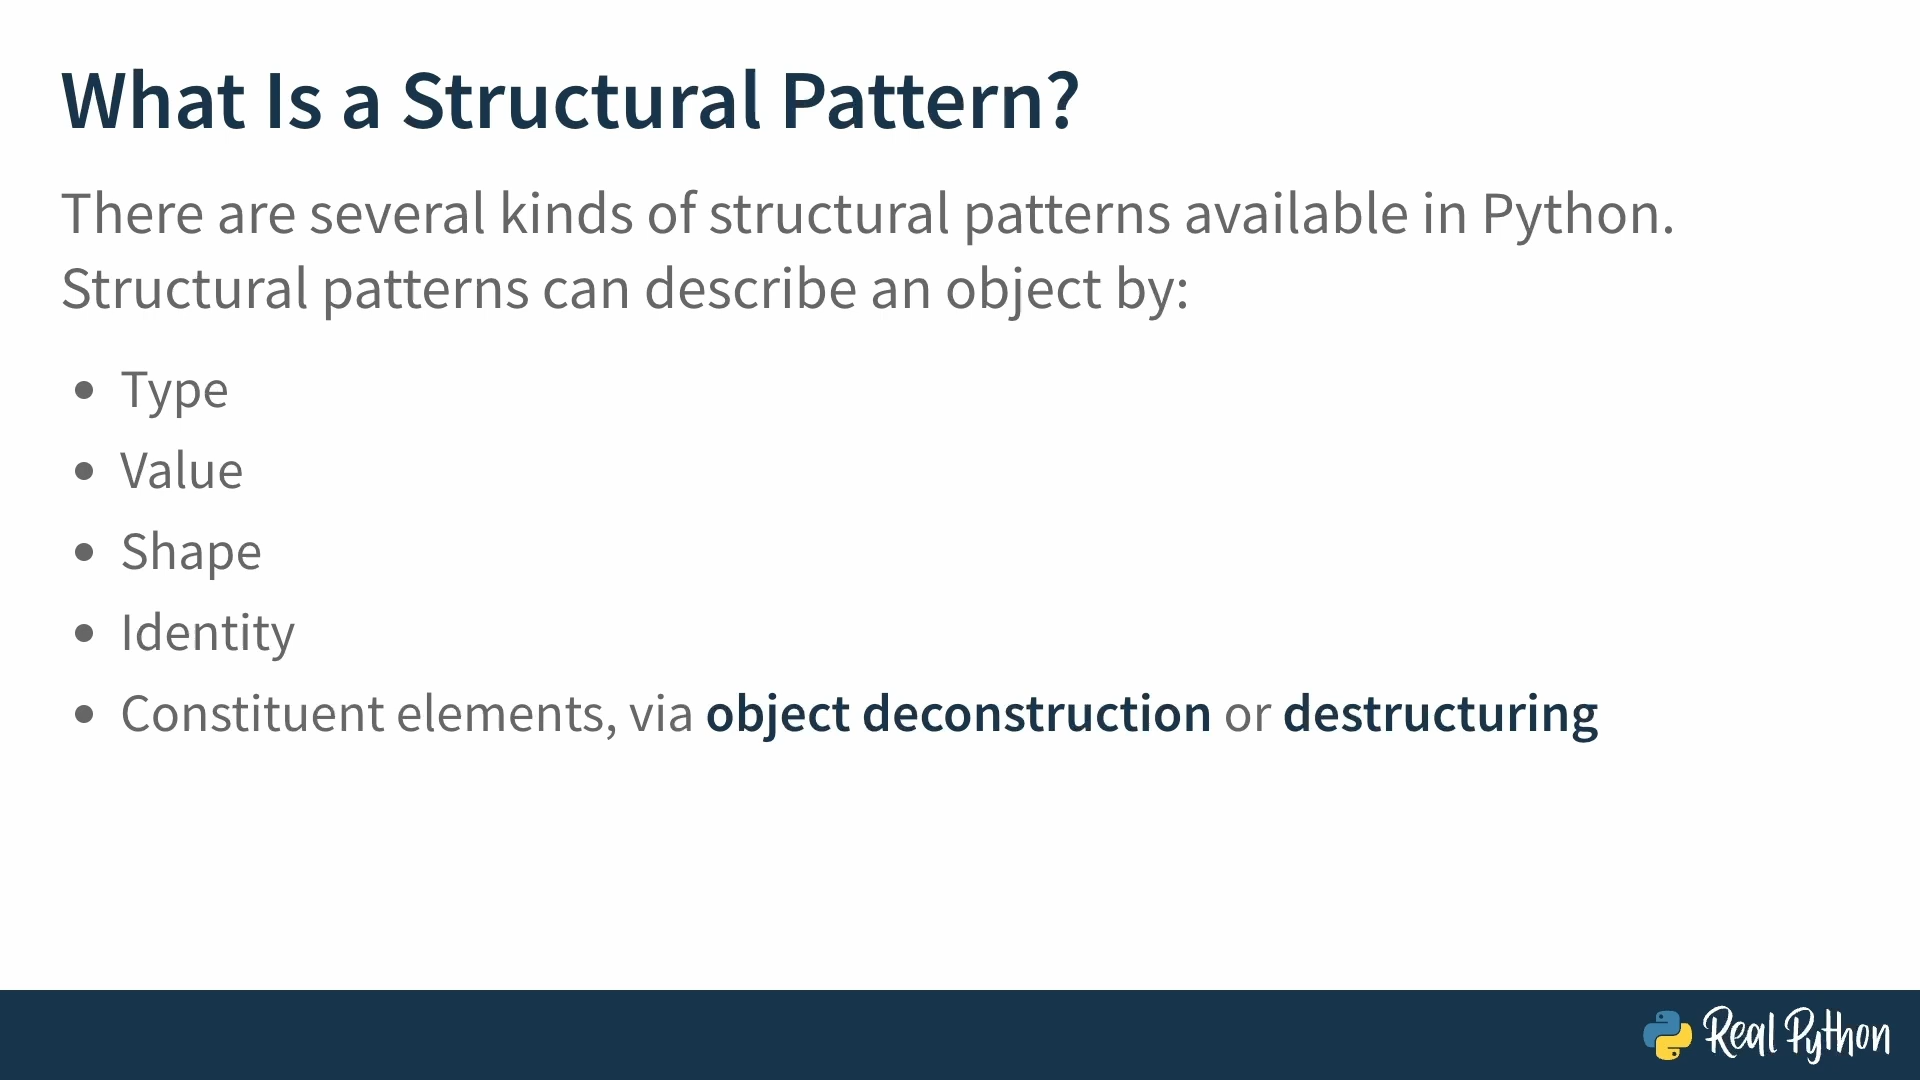 What Is a Structural Pattern?
There are several kinds of structural patterns available in Python.
Structural patterns can describe an object by:
• Type
• Value
• Shape
• Identity
• Constituent elements, via object deconstruction or destructuring
Real Python